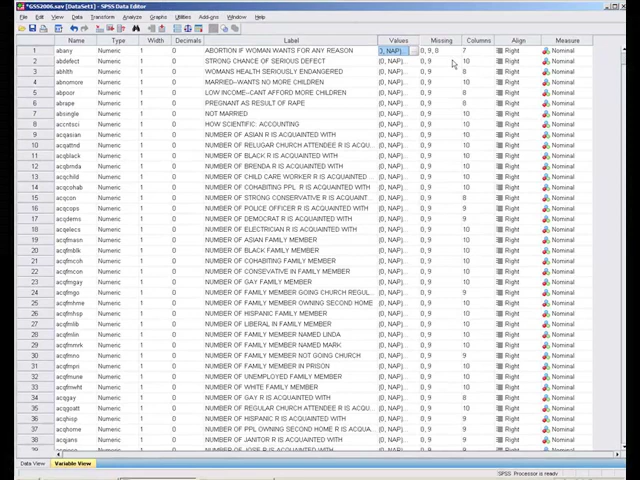 *GSS2006.sav [DataSet1] - SPSS Data Editor
File Edit View Data Transform Analyze Graphs Utilities Add-ons Window Help
Name Type Width Decimals Label Values Missing Columns Align Measure
1 abany Numeric 1 0 ABORTION IF WOMAN WANTS FOR ANY REASON 0, NAP)... 0, 9, 8 7 Right Nominal
2 abdefect Numeric 1 0 STRONG CHANCE OF SERIOUS DEFECT {0, NAP}... 0, 9 10 Right Nominal
3 abhlth Numeric 1 0 WOMANS HEALTH SERIOUSLY ENDANGERED {0, NAP}... 0, 9 8 Right Nominal
4 abnomore Numeric 1 0 MARRIED--WANTS NO MORE CHILDREN {0, NAP}... 0, 9 10 Right Nominal
5 abpoor Numeric 1 0 LOW INCOME--CANT AFFORD MORE CHILDREN {0, NAP}... 0, 9 8 Right Nominal
6 abrape Numeric 1 0 PREGNANT AS RESULT OF RAPE {0, NAP}... 0, 9 8 Right Nominal
7 absingle Numeric 1 0 NOT MARRIED {0, NAP}... 0, 9 10 Right Nominal
8 accntsci Numeric 1 0 HOW SCIENTIFIC: ACCOUNTING {0, NAP}... 0, 9 10 Right Nominal
9 acqasian Numeric 1 0 NUMBER OF ASIAN R IS ACQUAINTED WITH {0, NAP}... 0, 9 10 Right Nominal
10 acqattnd Numeric 1 0 NUMBER OF RELUGAR CHURCH ATTENDEE R IS ACQU... {0, NAP}... 0, 9 10 Right Nominal
11 acqblack Numeric 1 0 NUMBER OF BLACK R IS ACQUAINTED WITH {0, NAP}... 0, 9 10 Right Nominal
12 acqbrnda Numeric 1 0 NUMBER OF BRENDA R IS ACQUAINTED WITH {0, NAP}... 0, 9 10 Right Nominal
13 acqchild Numeric 1 0 NUMBER OF CHILD CARE WORKER R IS ACQUAINTED ... {0, NAP}... 0, 9 10 Right Nominal
14 acqcohab Numeric 1 0 NUMBER OF COHABITING PPL R IS ACQUAINTED WITH {0, NAP}... 0, 9 10 Right Nominal
15 acqcon Numeric 1 0 NUMBER OF STRONG CONSERVATIVE R IS ACQUAINT... {0, NAP}... 0, 9 8 Right Nominal
16 acqcops Numeric 1 0 NUMBER OF POLICE OFFICER R IS ACQUAINTED WITH {0, NAP}... 0, 9 9 Right Nominal
17 acqdems Numeric 1 0 NUMBER OF DEMOCRAT R IS ACQUAINTED WITH {0, NAP}... 0, 9 9 Right Nominal
18 acqelecs Numeric 1 0 NUMBER OF ELECTRICIAN R IS ACQUAINTED WITH {0, NAP}... 0, 9 10 Right Nominal
19 acqfmasn Numeric 1 0 NUMBER OF ASIAN FAMILY MEMBER {0, NAP}... 0, 9 10 Right Nominal
20 acqfmblk Numeric 1 0 NUMBER OF BLACK FAMILY MEMBER {0, NAP}... 0, 9 10 Right Nominal
21 acqfmcoh Numeric 1 0 NUMBER OF COHABITING FAMILY MEMBER {0, NAP}... 0, 9 10 Right Nominal
22 acqfmcon Numeric 1 0 NUMBER OF CONSEVATIVE IN FAMILY MEMBER {0, NAP}... 0, 9 10 Right Nominal
23 acqfmgay Numeric 1 0 NUMBER OF GAY FAMILY MEMBER {0, NAP}... 0, 9 10 Right Nominal
24 acqfmgo Numeric 1 0 NUMBER OF FAMILY MEMBER GOING CHURCH REGUL... {0, NAP}... 0, 9 9 Right Nominal
25 acqfmhme Numeric 1 0 NUMBER OF FAMILY MEMBER OWNING SECOND HOME {0, NAP}... 0, 9 10 Right Nominal
26 acqfmhsp Numeric 1 0 NUMBER OF HISPANIC FAMILY MEMBER {0, NAP}... 0, 9 10 Right Nominal
27 acqfmlib Numeric 1 0 NUMBER OF LIBERAL IN FAMILY MEMBER {0, NAP}... 0, 9 10 Right Nominal
28 acqfmlin Numeric 1 0 NUMBER OF FAMILY MEMBER NAMED LINDA {0, NAP}... 0, 9 10 Right Nominal
29 acqfmmrk Numeric 1 0 NUMBER OF FAMILY MEMBER NAMED MARK {0, NAP}... 0, 9 10 Right Nominal
30 acqfmno Numeric 1 0 NUMBER OF FAMILY MEMBER NOT GOING CHURCH {0, NAP}... 0, 9 9 Right Nominal
31 acqfmpri Numeric 1 0 NUMBER OF FAMILY MEMBER IN PRISON {0, NAP}... 0, 9 10 Right Nominal
32 acqfmune Numeric 1 0 NUMBER OF UNEMPLOYED FAMILY MEMBER {0, NAP}... 0, 9 10 Right Nominal
33 acqfmwht Numeric 1 0 NUMBER OF WHITE FAMILY MEMBER {0, NAP}... 0, 9 10 Right Nominal
34 acqgay Numeric 1 0 NUMBER OF GAY R IS ACQUAINTED WITH {0, NAP}... 0, 9 8 Right Nominal
35 acqgoatt Numeric 1 0 NUMBER OF REGULAR CHURCH ATTENDEE R IS ACQU... {0, NAP}... 0, 9 10 Right Nominal
36 acqhisp Numeric 1 0 NUMBER OF HISPANIC R IS ACQUAINTED WITH {0, NAP}... 0, 9 9 Right Nominal
37 acqhome Numeric 1 0 NUMBER OF PPL OWNING SECOND HOME R IS ACQUAI... {0, NAP}... 0, 9 9 Right Nominal
38 acqjans Numeric 1 0 NUMBER OF JANITOR R IS ACQUAINTED WITH {0, NAP}... 0, 9 9 Right Nominal
39 Numeric 1 0 NUMBER OF JOSE R IS ACQUAINTED WITH {0, NAP}... 0, 9 Right Nominal
Data View Variable View
SPSS Processor is ready